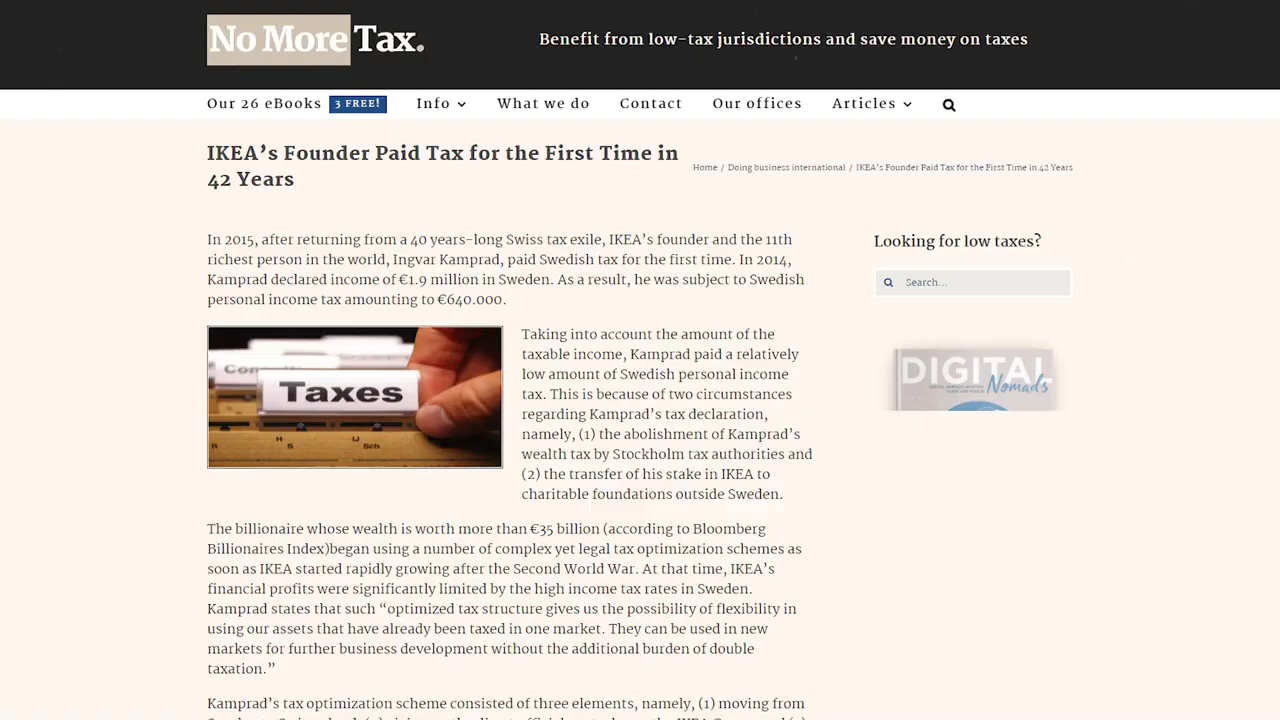 No More Tax.
Benefit from low-tax jurisdictions and save money on taxes
Our 26 eBooks 3 FREE! Info What we do Contact Our offices Articles
IKEA's Founder Paid Tax for the First Time in
42 Years
Home / Doing business international / IKEA's Founder Paid Tax for the First Time in 42 Years
In 2015, after returning from a 40 years-long Swiss tax exile, IKEA's founder and the 11th
richest person in the world, Ingvar Kamprad, paid Swedish tax for the first time. In 2014,
Kamprad declared income of €1.9 million in Sweden. As a result, he was subject to Swedish
personal income tax amounting to €640.000.
Looking for low taxes?
Search...
Taxes
H
S
IJ
Sch
R
DIGITAL
Nomads
Taking into account the amount of the
taxable income, Kamprad paid a relatively
low amount of Swedish personal income
tax. This is because of two circumstances
regarding Kamprad's tax declaration,
namely, (1) the abolishment of Kamprad's
wealth tax by Stockholm tax authorities and
(2) the transfer of his stake in IKEA to
charitable foundations outside Sweden.
The billionaire whose wealth is worth more than €35 billion (according to Bloomberg
Billionaires Index)began using a number of complex yet legal tax optimization schemes as
soon as IKEA started rapidly growing after the Second World War. At that time, IKEA's
financial profits were significantly limited by the high income tax rates in Sweden.
Kamprad states that such “optimized tax structure gives us the possibility of flexibility in
using our assets that have already been taxed in one market. They can be used in new
markets for further business development without the additional burden of double
taxation.”
Kamprad's tax optimization scheme consisted of three elements, namely, (1) moving from